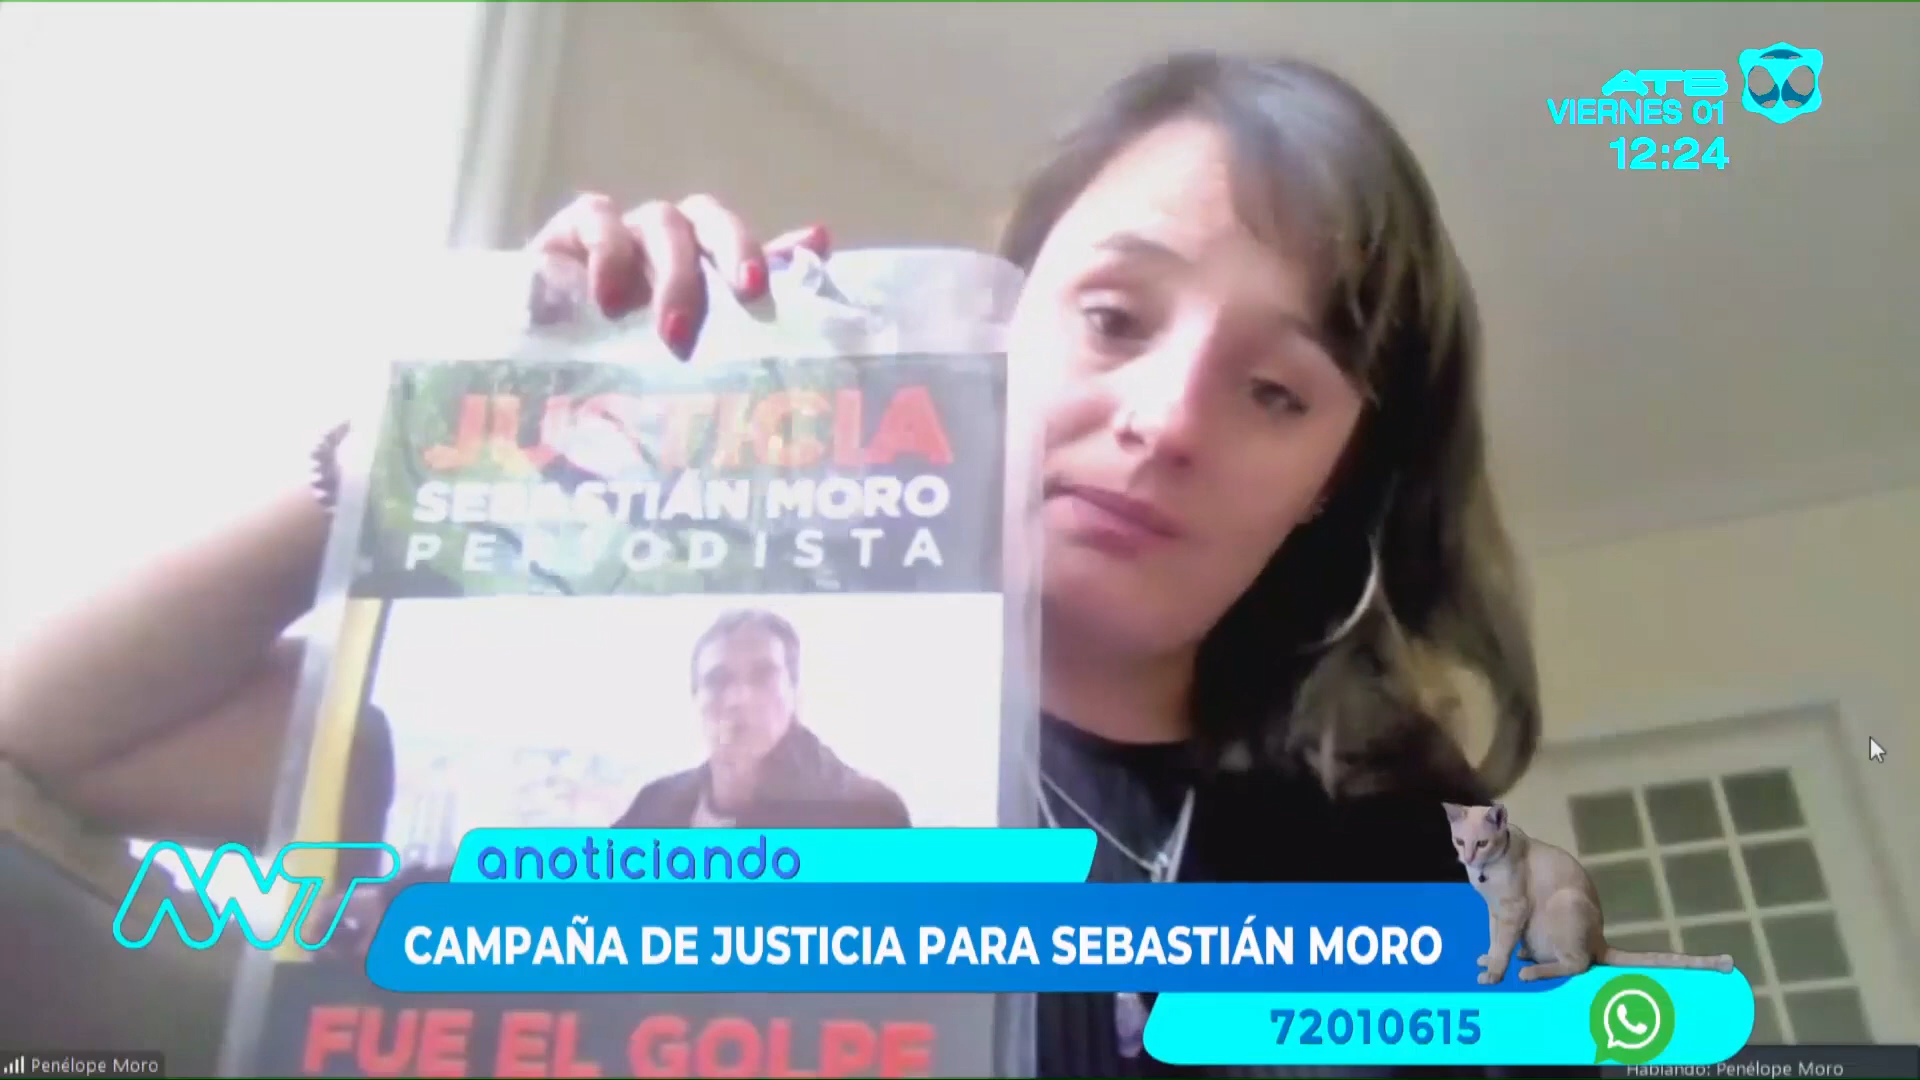 ATB
VIERNES 01
12:24
JUSTICIA
SEBASTIÁN MORO
PERIODISTA
anoticiando
ANT
CAMPAÑA DE JUSTICIA PARA SEBASTIÁN MORO
72010615
FUE EL GOLPE
Penélope Moro
Hablando: Penélope Moro